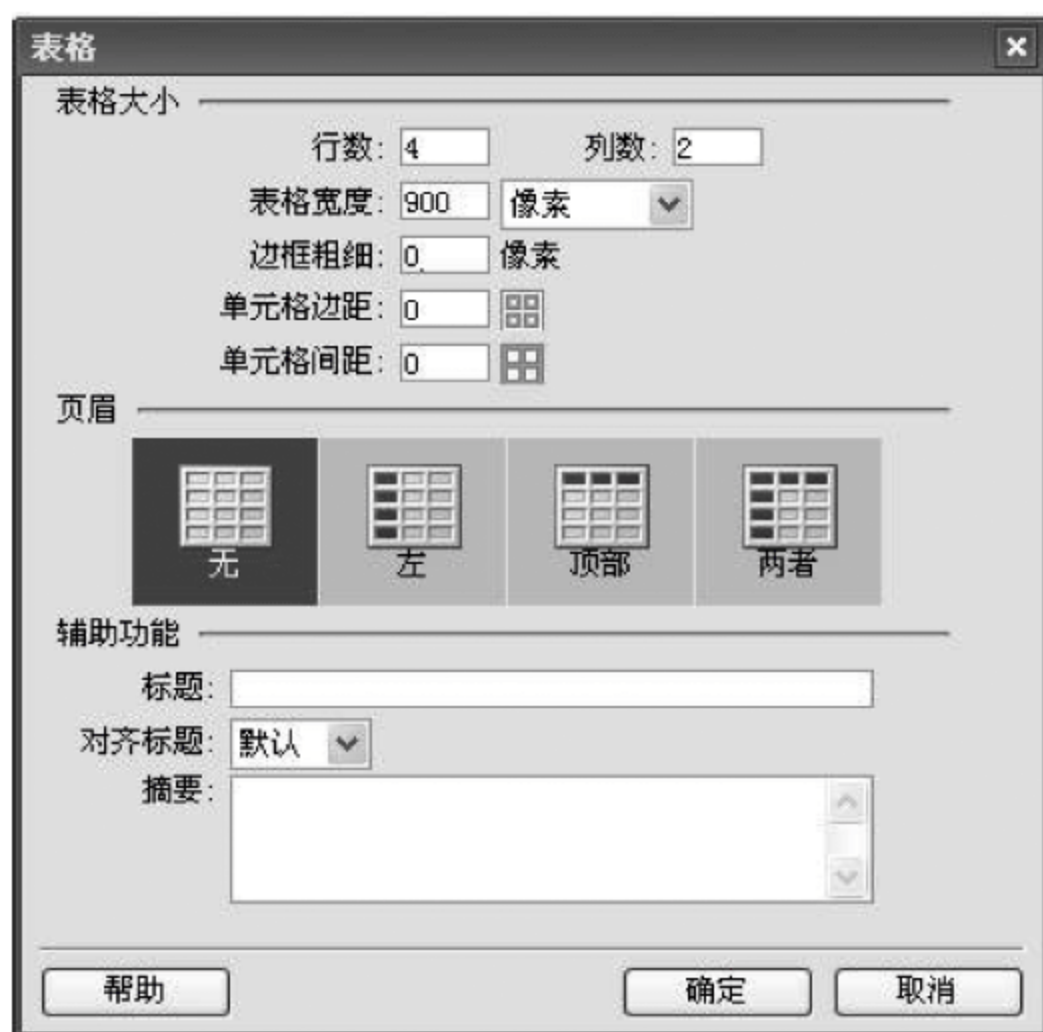 表格
表格大小
行数: 4 列数: 2
表格宽度: 900 像素
边框粗细: 0 像素
单元格边距: 0
单元格间距: 0
页眉
无 左 顶部 两者
辅助功能
标题:
对齐标题: 默认
摘要:
帮助 确定 取消